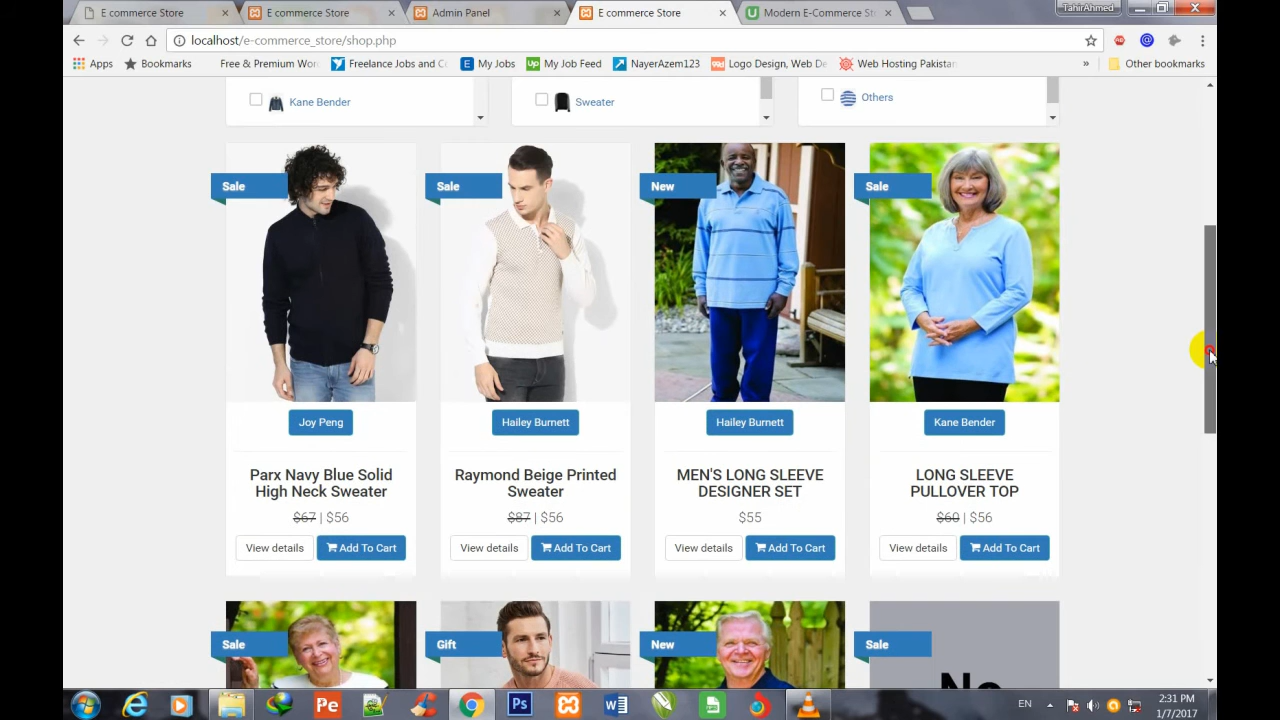 E commerce Store
E commerce Store
Admin Panel
E commerce Store
Modern E-Commerce St
TahirAhmed
localhost/e-commerce_store/shop.php
Apps
Bookmarks
Free & Premium Wor
Freelance Jobs and C
My Jobs
My Job Feed
NayerAzem123
Logo Design, Web De
Web Hosting Pakistan
»
Other bookmarks
Kane Bender
Sweater
Others
Sale
Sale
New
Sale
Joy Peng
Hailey Burnett
Hailey Burnett
Kane Bender
Parx Navy Blue Solid
High Neck Sweater
Raymond Beige Printed
Sweater
MEN'S LONG SLEEVE
DESIGNER SET
LONG SLEEVE
PULLOVER TOP
$67 | $56
$87 | $56
$55
$60 | $56
View details
Add To Cart
View details
Add To Cart
View details
Add To Cart
View details
Add To Cart
Sale
Gift
New
Sale
No
Pe
Ps
EN
2:31 PM
1/7/2017